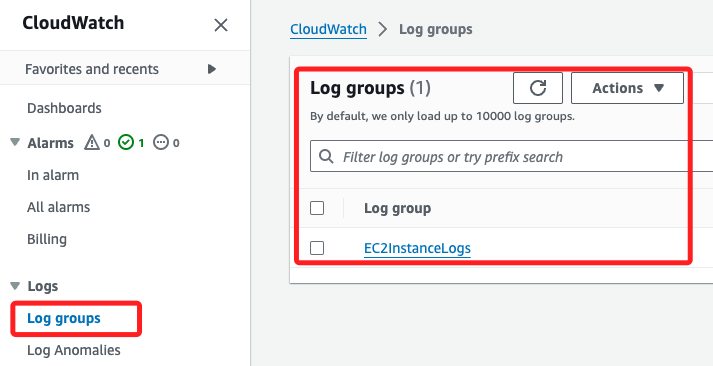 CloudWatch
Favorites and recents
Dashboards
Alarms 0 1 0
In alarm
All alarms
Billing
Logs
Log groups
Log Anomalies
CloudWatch > Log groups
Log groups (1)
Actions
By default, we only load up to 10000 log groups.
Filter log groups or try prefix search
Log group
EC2InstanceLogs